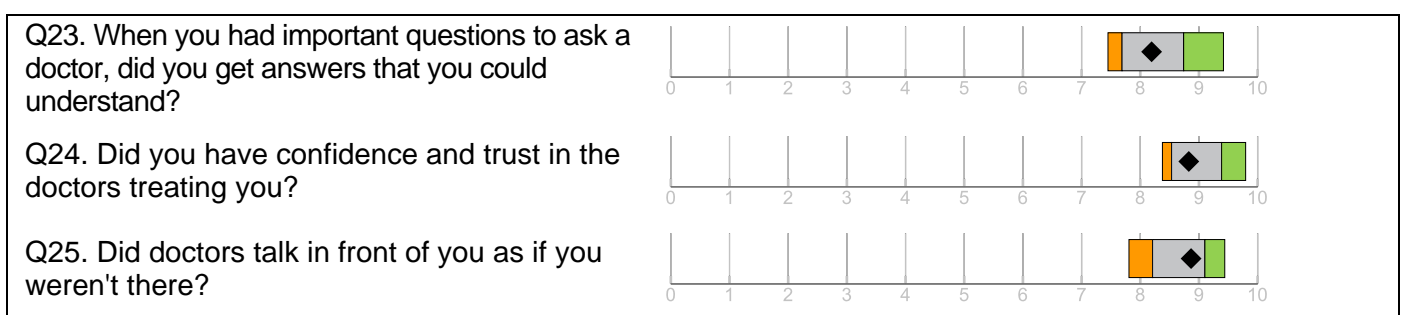 Q23. When you had important questions to ask a
doctor, did you get answers that you could
understand?
0 1 2 3 4 5 6 7 8 9 10
Q24. Did you have confidence and trust in the
doctors treating you?
0 1 2 3 4 5 6 7 8 9 10
Q25. Did doctors talk in front of you as if you
weren't there?
0 1 2 3 4 5 6 7 8 9 10